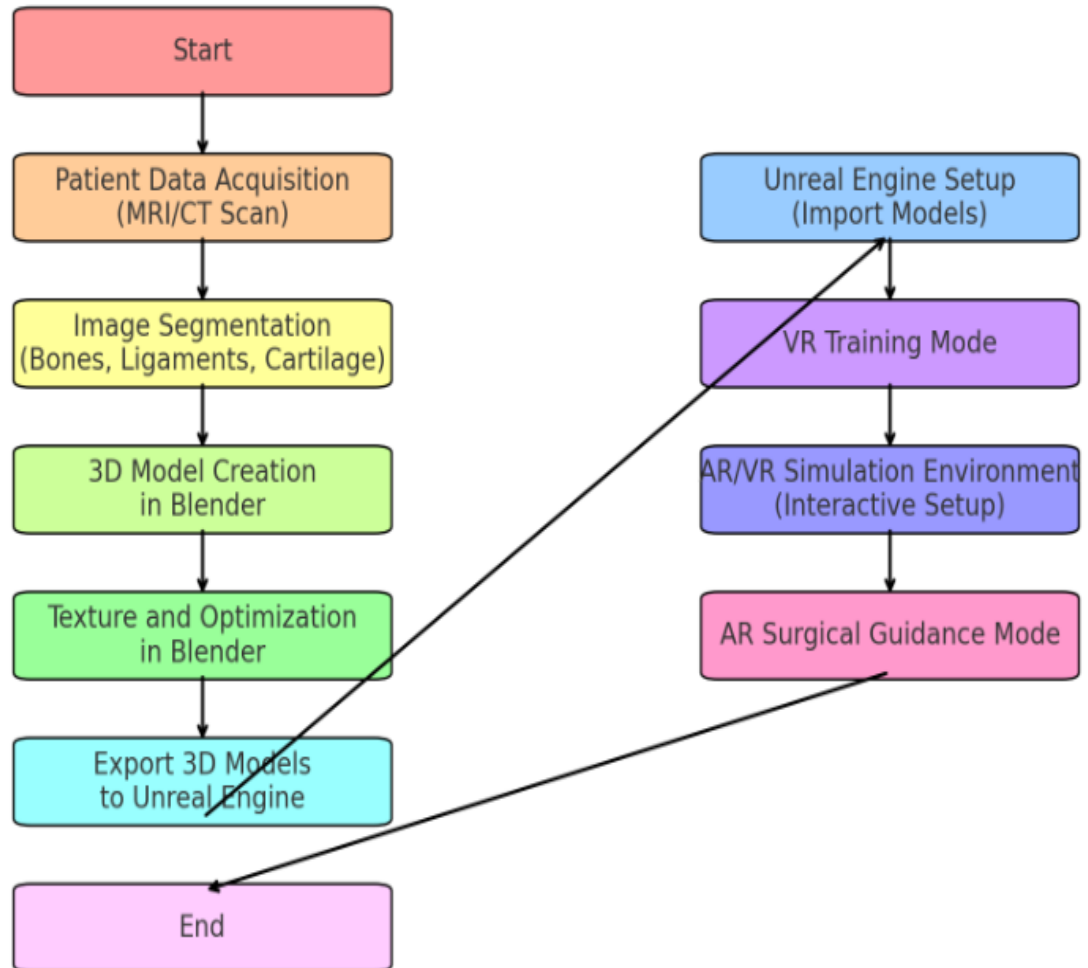 Start
Patient Data Acquisition
(MRI/CT Scan)
Image Segmentation
(Bones, Ligaments, Cartilage)
3D Model Creation
in Blender
Texture and Optimization
in Blender
Export 3D Models
to Unreal Engine
Unreal Engine Setup
(Import Models)
VR Training Mode
AR/VR Simulation Environment
(Interactive Setup)
AR Surgical Guidance Mode
End